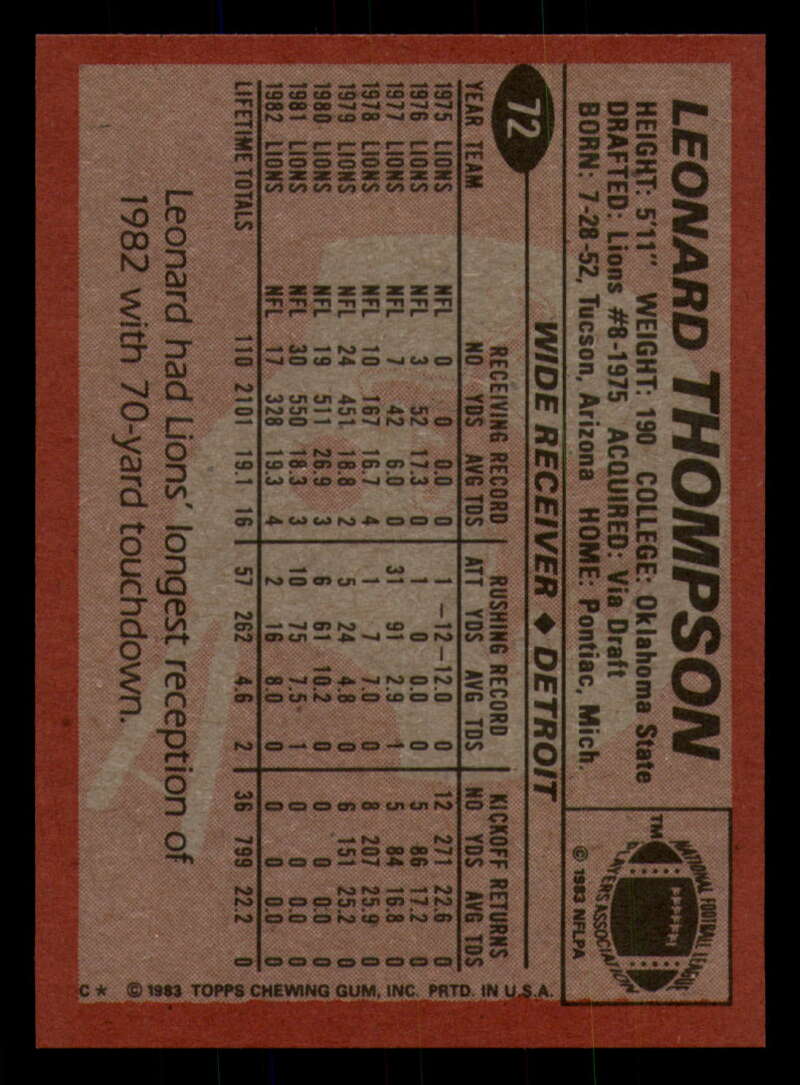 LEONARD THOMPSON
HEIGHT: 5'11" WEIGHT: 190 COLLEGE: Oklahoma State
DRAFTED: Lions #8-1975 ACQUIRED: Via Draft
BORN: 7-28-52, Tucson, Arizona HOME: Pontiac, Mich.
NATIONAL FOOTBALL LEAGUE
PLAYERS ASSOCIATION
TM
© 1983 NFLPA
72
WIDE RECEIVER ♦ DETROIT
RECEIVING RECORD RUSHING RECORD KICKOFF RETURNS
YEAR TEAM NO YDS AVG TDS ATT YDS AVG TDS NO YDS AVG TDS
1975 LIONS NFL 0 0 0.0 0 1 -12 -12.0 0 12 271 22.6 0
1976 LIONS NFL 3 52 17.3 0 1 0 0.0 0 5 86 17.2 0
1977 LIONS NFL 7 42 6.0 0 31 91 2.9 1 5 84 16.8 0
1978 LIONS NFL 10 167 16.7 4 1 7 7.0 0 8 207 25.9 0
1979 LIONS NFL 24 451 18.8 2 5 24 4.8 0 6 151 25.2 0
1980 LIONS NFL 19 511 26.9 3 6 61 10.2 0 0 0 0.0 0
1981 LIONS NFL 30 550 18.3 3 10 75 7.5 1 0 0 0.0 0
1982 LIONS NFL 17 328 19.3 4 2 16 8.0 0 0 0 0.0 0
LIFETIME TOTALS 110 2101 19.1 16 57 262 4.6 2 36 799 22.2 0
Leonard had Lions' longest reception of
1982 with 70-yard touchdown.
C* © 1983 TOPPS CHEWING GUM, INC. PRTD. IN U.S.A.